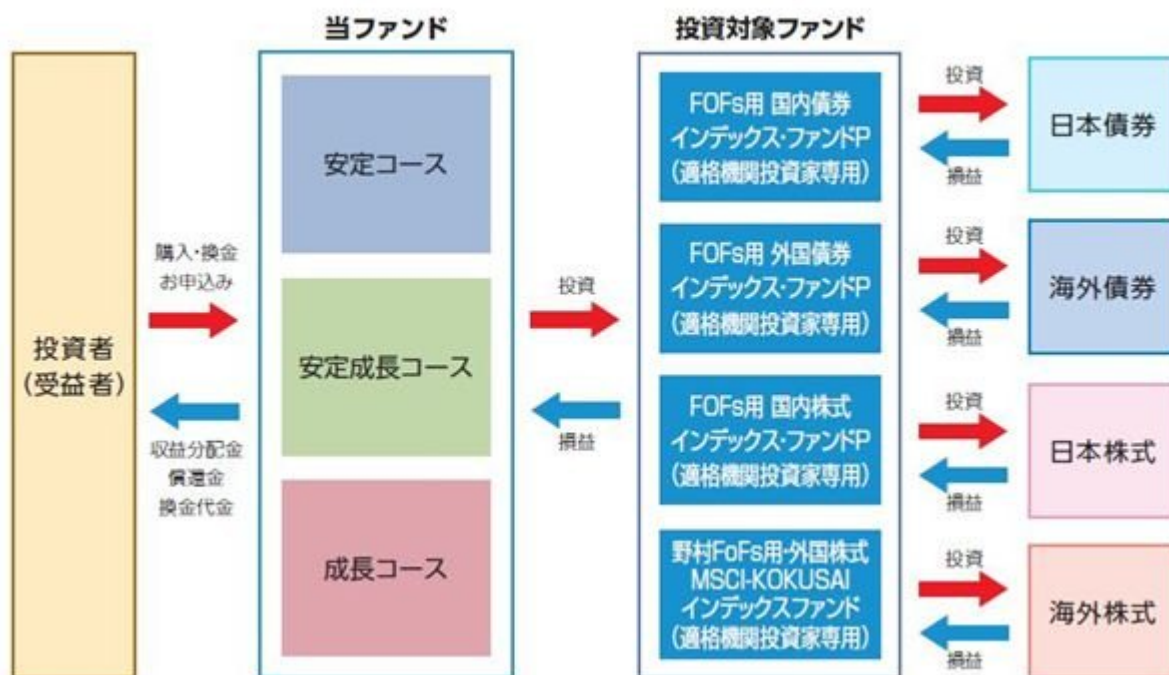 当ファンド
投資対象ファンド
投資者
(受益者)
購入・換金
お申込み
収益分配金
償還金
換金代金
安定コース
安定成長コース
成長コース
投資
損益
FOFs用 国内債券
インデックス・ファンドP
(適格機関投資家専用)
FOFs用 外国債券
インデックス・ファンドP
(適格機関投資家専用)
FOFs用 国内株式
インデックス・ファンドP
(適格機関投資家専用)
野村FoFs用・外国株式
MSCI-KOKUSAI
インデックスファンド
(適格機関投資家専用)
投資
損益
日本債券
投資
損益
海外債券
投資
損益
日本株式
投資
損益
海外株式